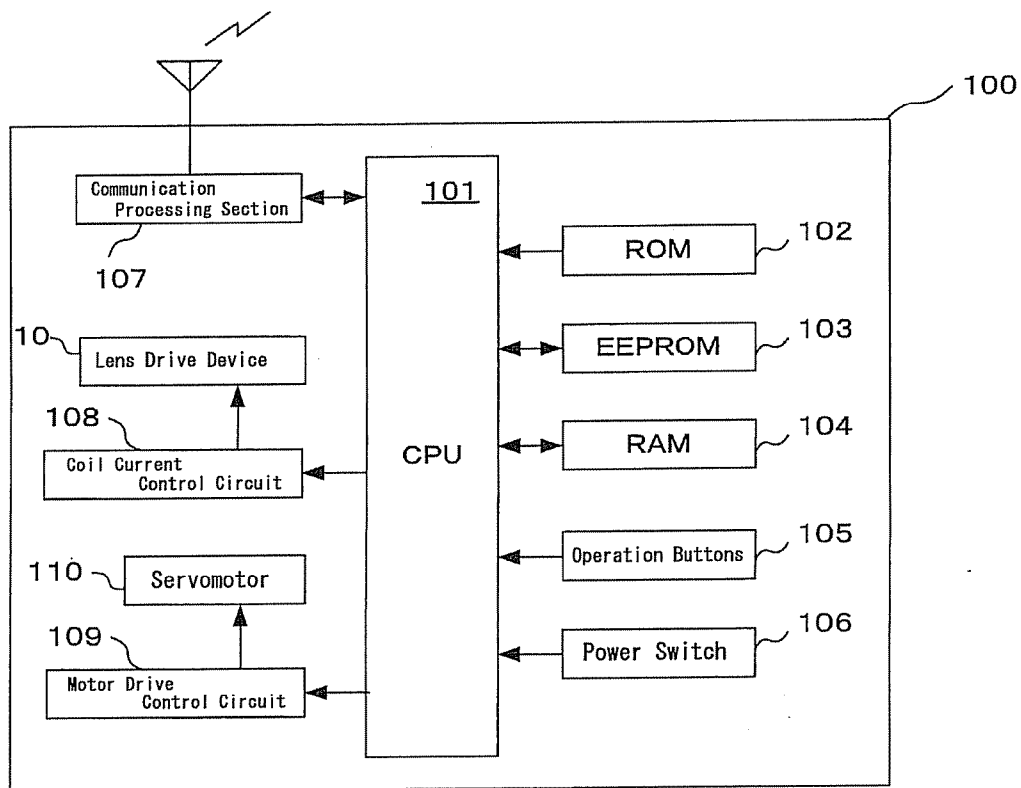 100
Communication
Processing Section
107
101
CPU
ROM
102
10
Lens Drive Device
EEPROM
103
108
Coil Current
Control Circuit
RAM
104
110
Servomotor
Operation Buttons
105
109
Motor Drive
Control Circuit
Power Switch
106